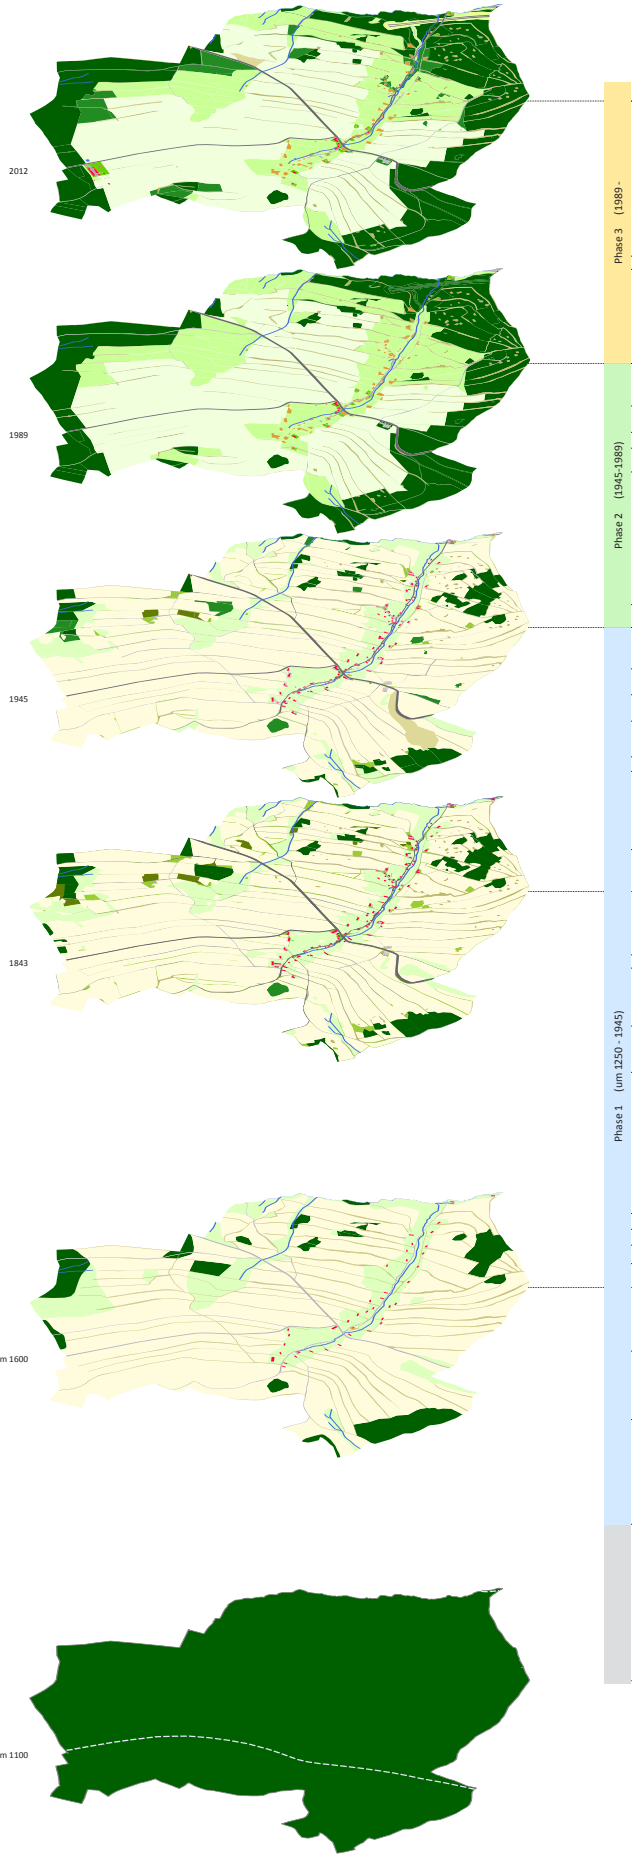 2012
Phase 3 (1989 -
1989
Phase 2 (1945-1989)
1945
1843
Phase 1 (um 1250 - 1945)
m 1600
m 1100